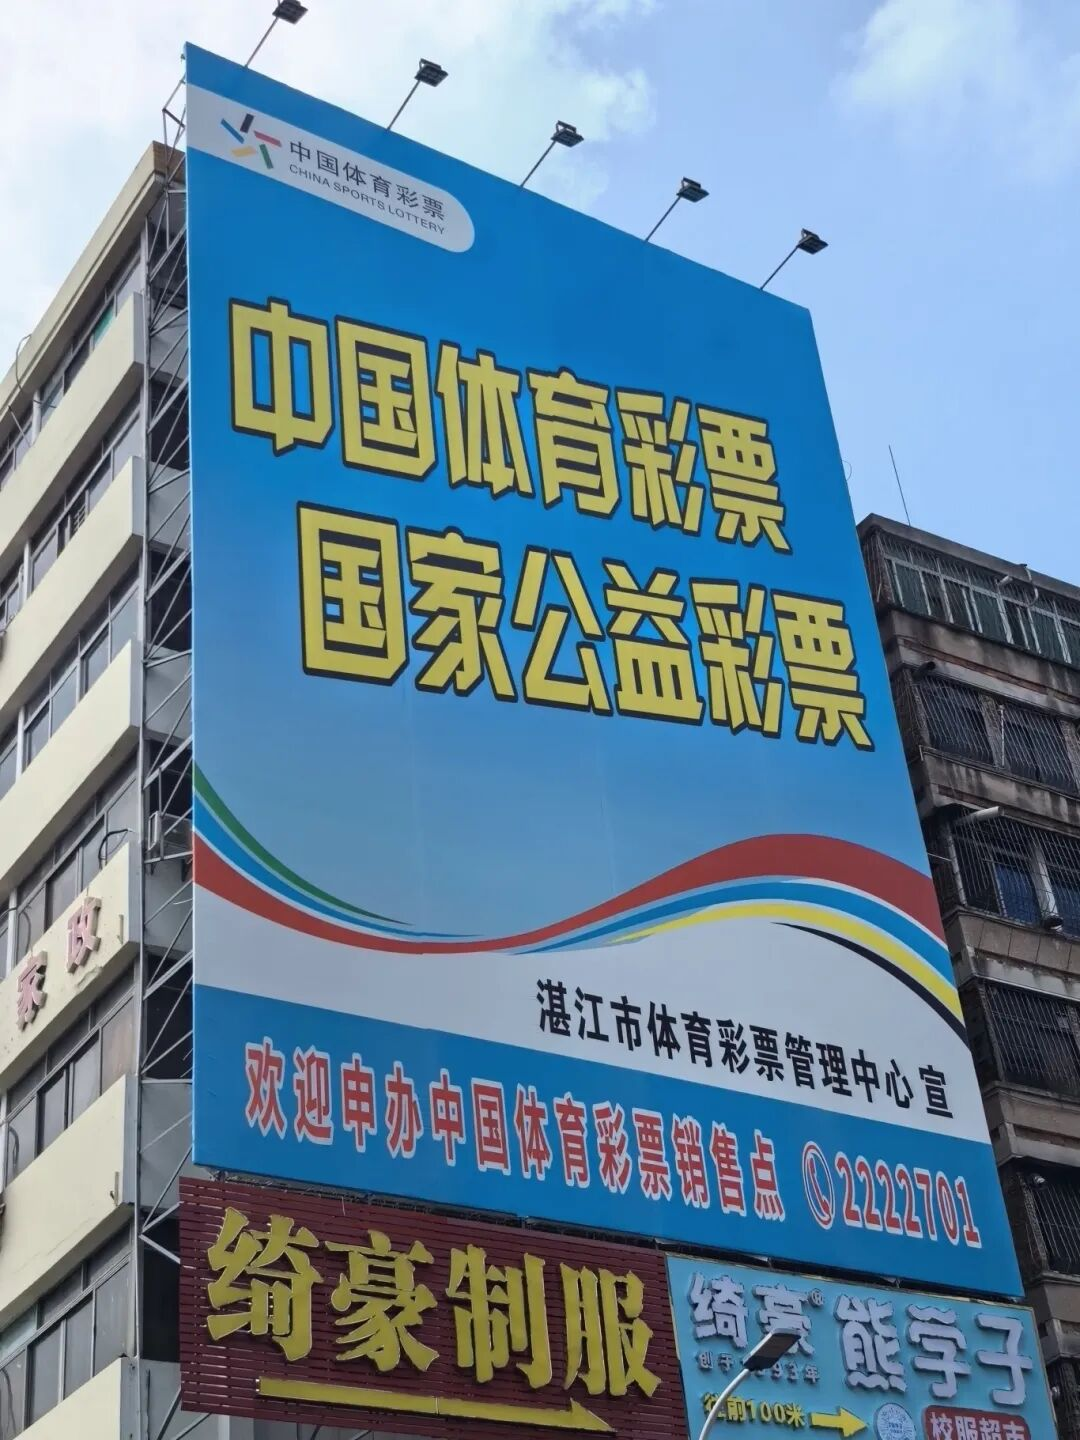 中国体育彩票
CHINA SPORTS LOTTERY
中国体育彩票
国家公益彩票
湛江市体育彩票管理中心 宣
欢迎申办中国体育彩票销售点 2222701
家政
绮豪制服
绮豪® 熊学子
往前100米
校服超市